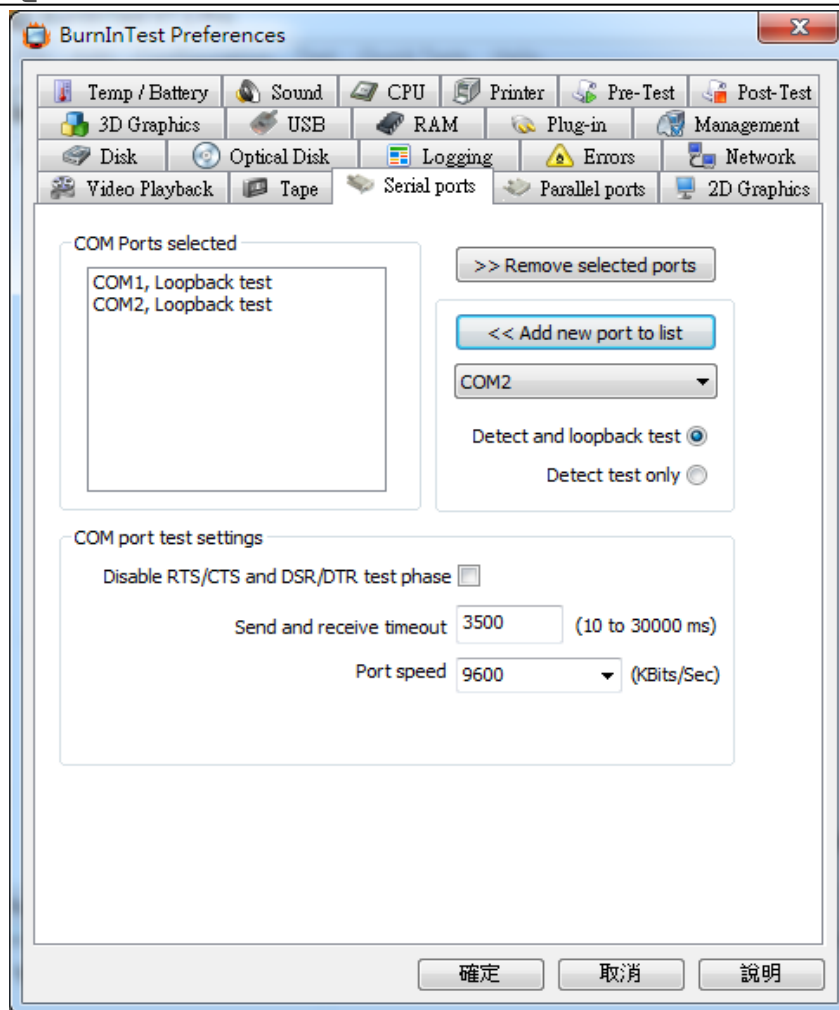 BurnInTest Preferences
Temp / Battery Sound CPU Printer Pre-Test Post-Test
3D Graphics USB RAM Plug-in Management
Disk Optical Disk Logging Errors Network
Video Playback Tape Serial ports Parallel ports 2D Graphics
COM Ports selected
COM1, Loopback test
COM2, Loopback test
>> Remove selected ports
<< Add new port to list
COM2
Detect and loopback test
Detect test only
COM port test settings
Disable RTS/CTS and DSR/DTR test phase
Send and receive timeout 3500 (10 to 30000 ms)
Port speed 9600 (KBits/Sec)
確定 取消 說明